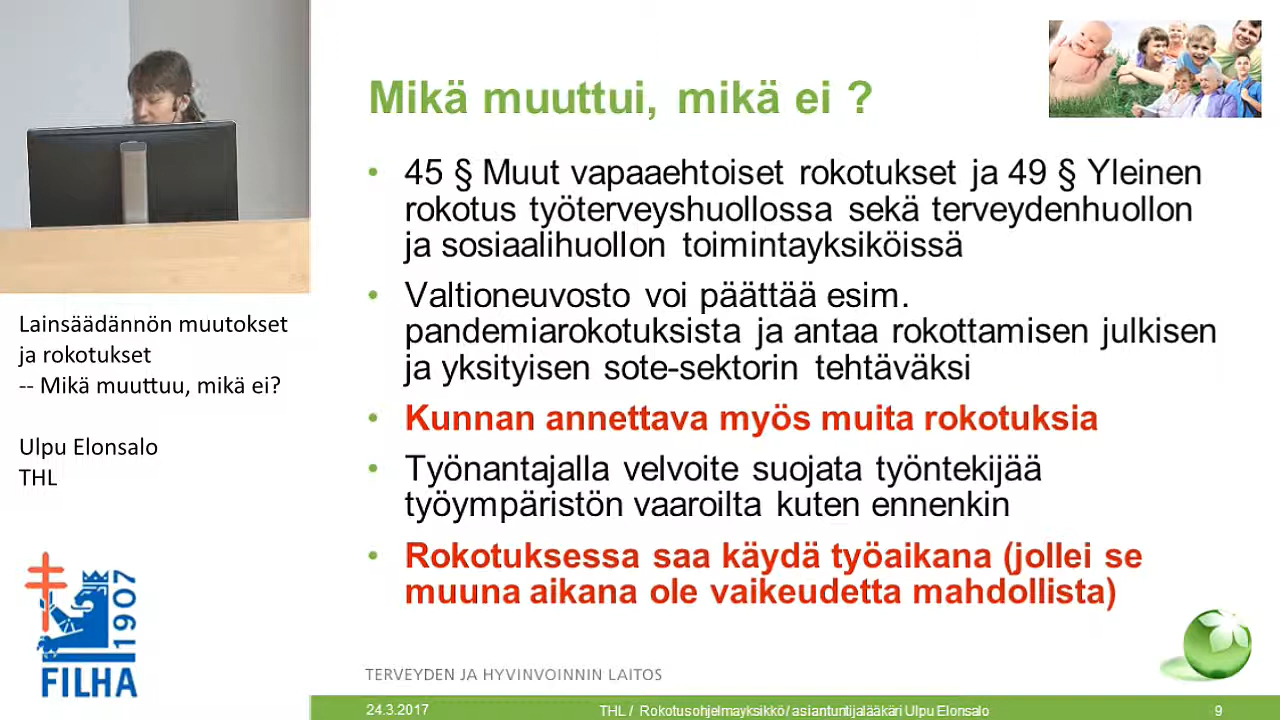 Mikä muuttui, mikä ei ?
• 45 § Muut vapaaehtoiset rokotukset ja 49 § Yleinen
rokotus työterveyshuollossa sekä terveydenhuollon
ja sosiaalihuollon toimintayksiköissä
• Valtioneuvosto voi päättää esim.
pandemiarokotuksista ja antaa rokottamisen julkisen
ja yksityisen sote-sektorin tehtäväksi
• Kunnan annettava myös muita rokotuksia
• Työnantajalla velvoite suojata työntekijää
työympäristön vaaroilta kuten ennenkin
• Rokotuksessa saa käydä työaikana (jollei se
muuna aikana ole vaikeudetta mahdollista)
Lainsäädännön muutokset
ja rokotukset
-- Mikä muuttuu, mikä ei?
Ulpu Elonsalo
THL
1907
FILHA
TERVEYDEN JA HYVINVOINNIN LAITOS
24.3.2017
THL / Rokotusohjelmayksikkö/ asiantuntijalääkäri Ulpu Elonsalo
9